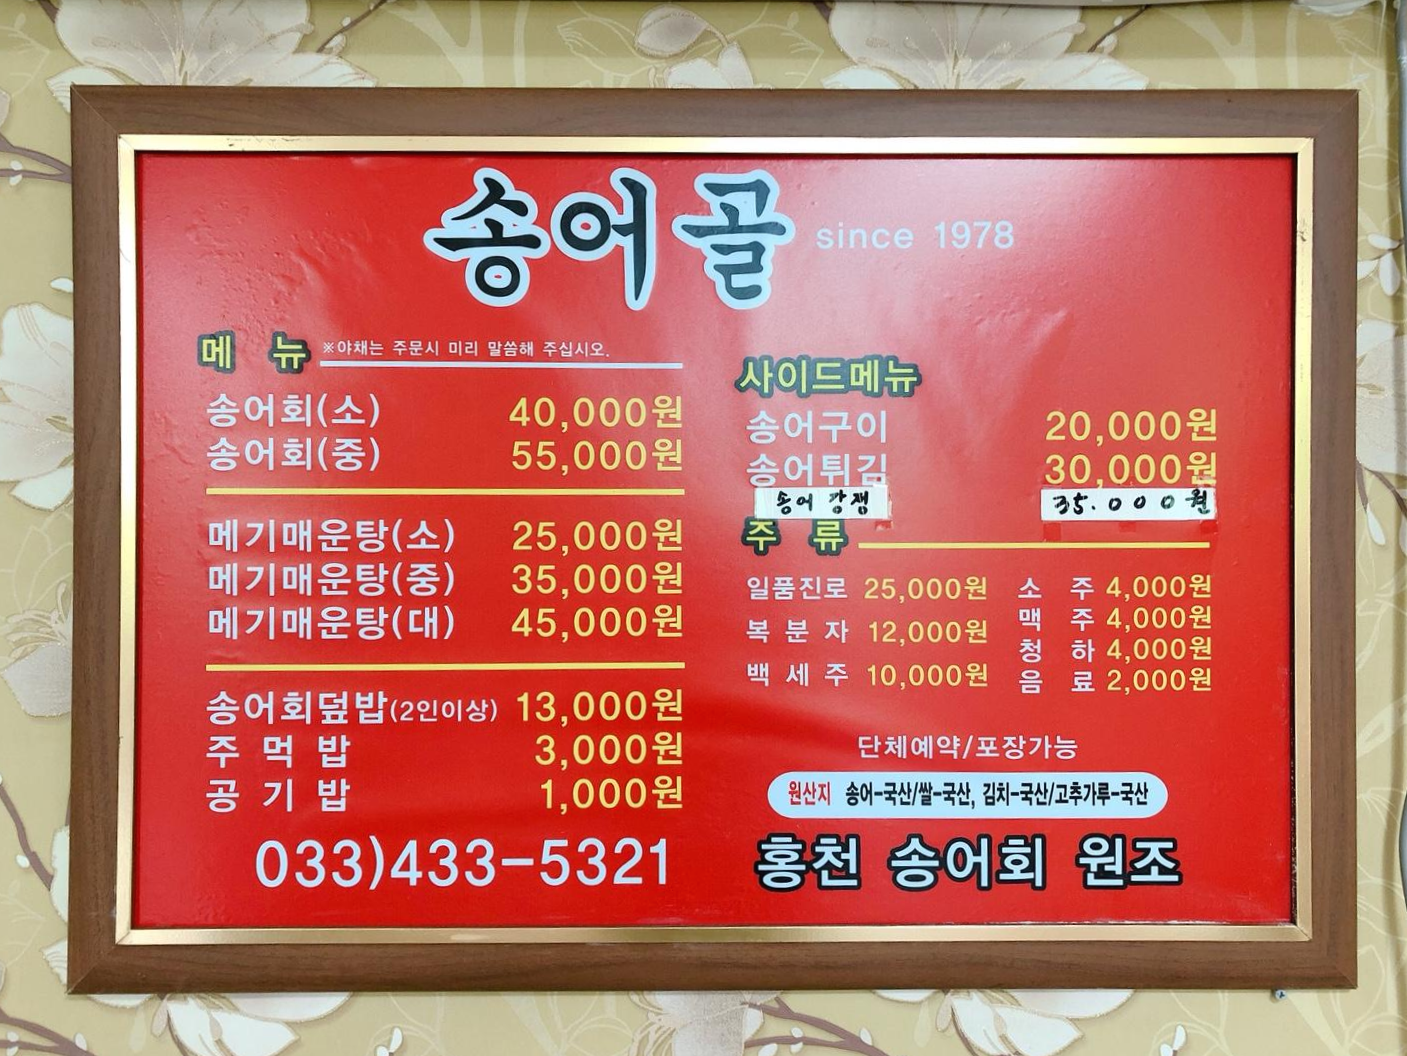 송어골 since 1978
메 뉴 ※야채는 주문시 미리 말씀해 주십시오.
송어회(소) 40,000원
송어회(중) 55,000원
메기매운탕(소) 25,000원
메기매운탕(중) 35,000원
메기매운탕(대) 45,000원
송어회덮밥(2인이상) 13,000원
주 먹 밥 3,000원
공 기 밥 1,000원
033)433-5321
사이드메뉴
송어구이 20,000원
송어튀김 30,000원
송어 강쟁 35.000원
주 류
일품진로 25,000원
복 분 자 12,000원
백 세 주 10,000원
소 주 4,000원
맥 주 4,000원
청 하 4,000원
음 료 2,000원
단체예약/포장가능
원산지 송어-국산/쌀-국산, 김치-국산/고추가루-국산
홍천 송어회 원조